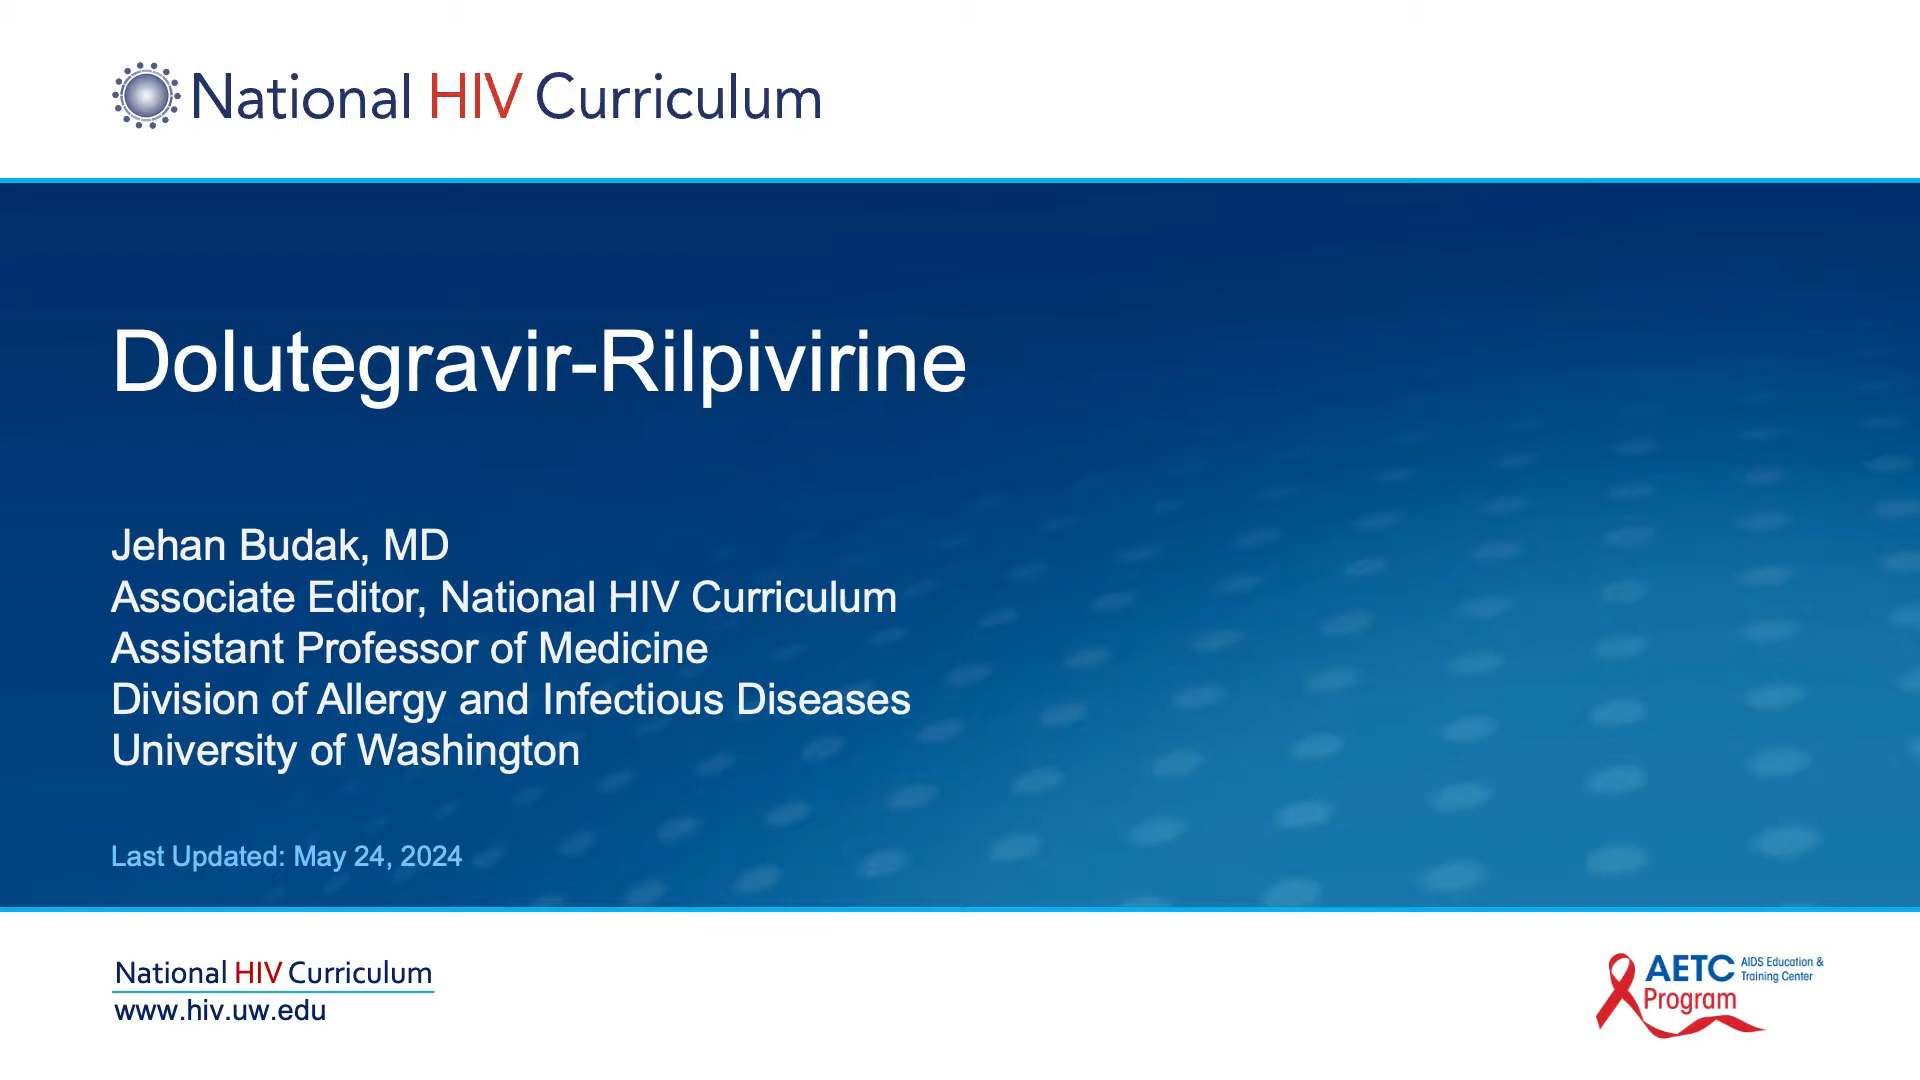 National HIV Curriculum
Dolutegravir-Rilpivirine
Jehan Budak, MD
Associate Editor, National HIV Curriculum
Assistant Professor of Medicine
Division of Allergy and Infectious Diseases
University of Washington
Last Updated: May 24, 2024
National HIV Curriculum
www.hiv.uw.edu
AETC AIDS Education &
Training Center
Program